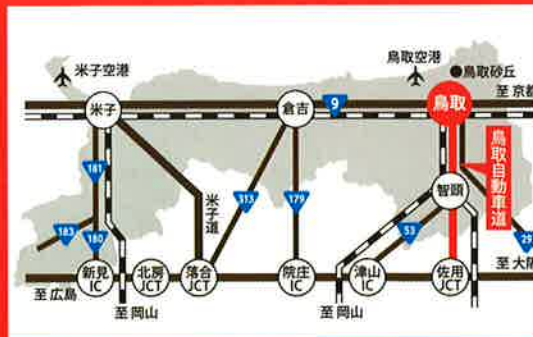 米子空港
鳥取空港
鳥取砂丘
至京都
米子
倉吉
9
鳥取
鳥取自動車道
181
米子道
313
179
智頭
183
180
53
29
至大阪
新見
IC
北房
JCT
落合
JCT
院庄
IC
津山
IC
佐用
JCT
至広島
至岡山
至岡山